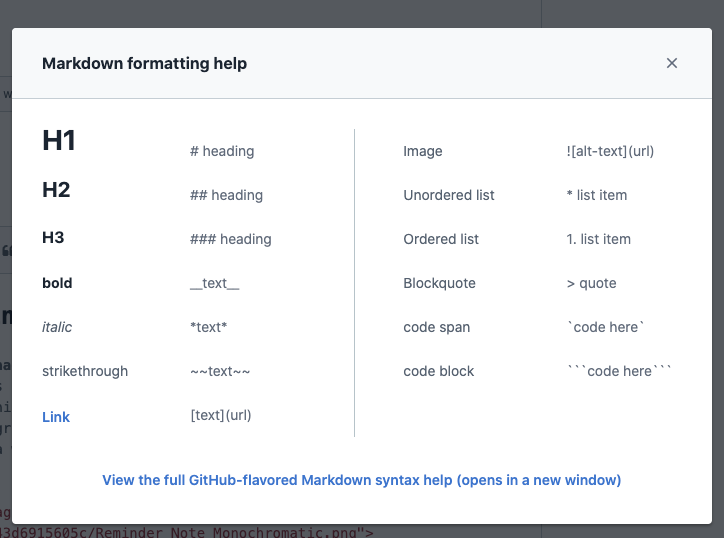 Markdown formatting help
H1 # heading
H2 ## heading
H3 ### heading
bold __text__
italic *text*
strikethrough ~~text~~
Link [text](url)
Image ![alt-text](url)
Unordered list * list item
Ordered list 1. list item
Blockquote > quote
code span `code here`
code block ```code here```
View the full GitHub-flavored Markdown syntax help (opens in a new window)
43d6915605c/Reminder Note Monochromatic.png">